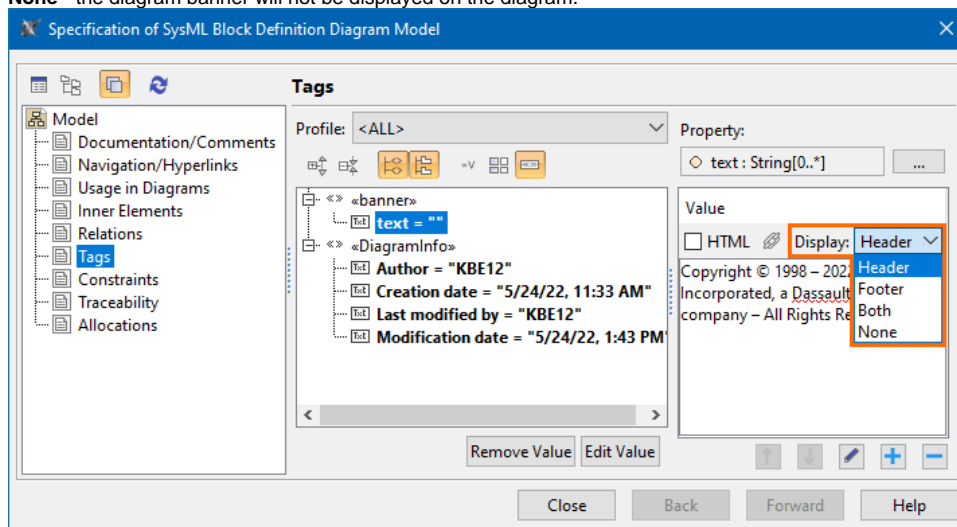 None - the diagram banner will not be displayed on the diagram.
Specification of SysML Block Definition Diagram Model
Tags
Model
Documentation/Comments
Navigation/Hyperlinks
Usage in Diagrams
Inner Elements
Relations
Tags
Constraints
Traceability
Allocations
Profile: <ALL>
«banner»
text = ""
«DiagramInfo»
Author = "KBE12"
Creation date = "5/24/22, 11:33 AM"
Last modified by = "KBE12"
Modification date = "5/24/22, 1:43 PM"
Remove Value Edit Value
Property:
text : String[0..*] ...
Value
HTML Display: Header
Header
Footer
Both
None
Copyright © 1998 – 2022
Incorporated, a Dassault
company – All Rights Re
Close Back Forward Help